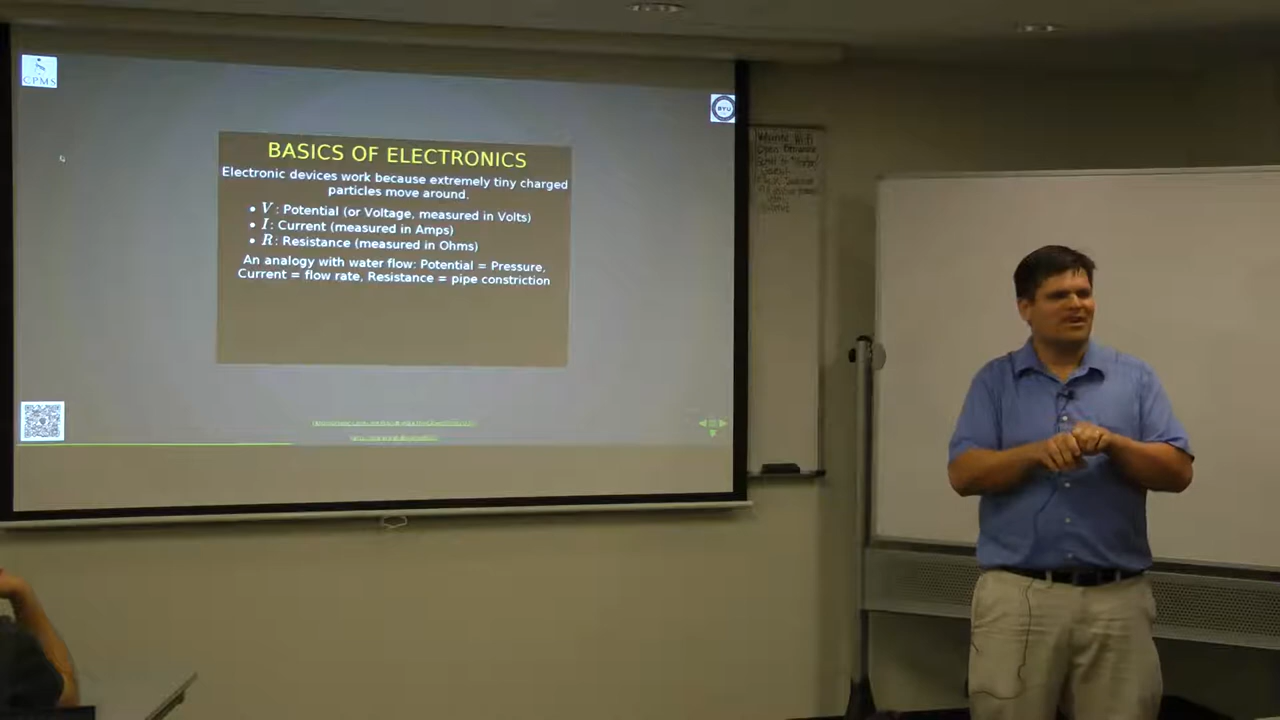 CPMS
BYU
BASICS OF ELECTRONICS
Electronic devices work because extremely tiny charged
particles move around.
• V: Potential (or Voltage, measured in Volts)
• I: Current (measured in Amps)
• R: Resistance (measured in Ohms)
An analogy with water flow: Potential = Pressure,
Current = flow rate, Resistance = pipe constriction